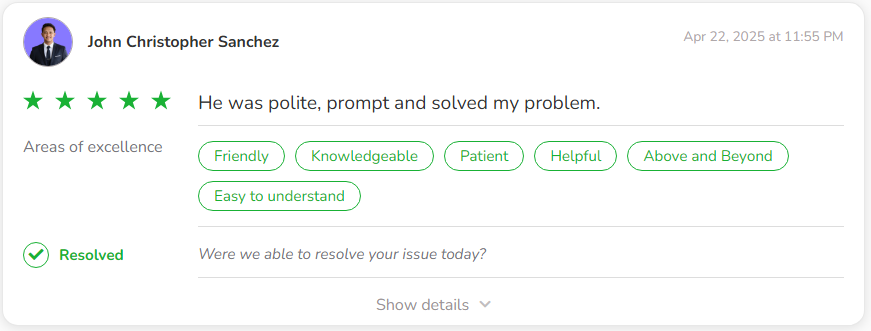 John Christopher Sanchez
Apr 22, 2025 at 11:55 PM
He was polite, prompt and solved my problem.
Areas of excellence
Friendly
Knowledgeable
Patient
Helpful
Above and Beyond
Easy to understand
Resolved
Were we able to resolve your issue today?
Show details